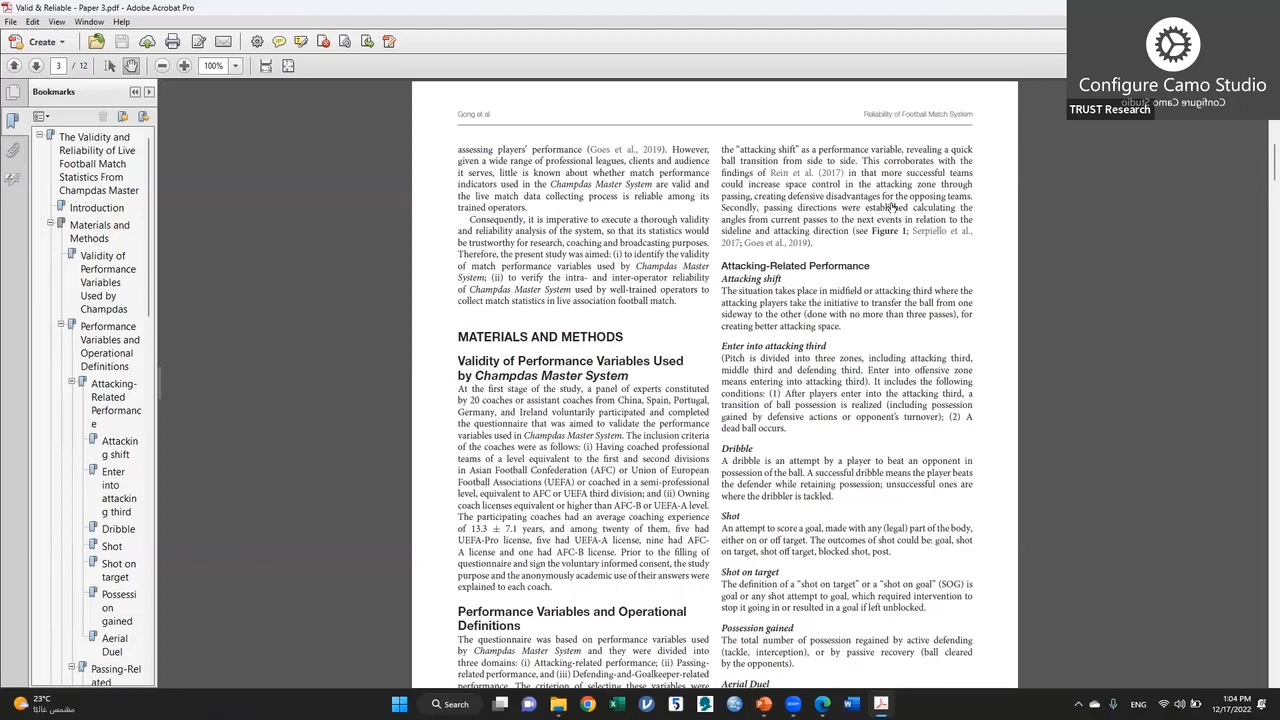 Valid & Reliable - Paper 3.pdf - Adobe Acrobat Pro
File Edit View Window Help
Create
3 / 12
100%
Configure Camo Studio
Configure Camo Studio
TRUST Research
Bookmarks
The Validity and
Reliability of Live
Football Match
Statistics From
Champdas Master
Introduction
Materials and
Methods
Validity of
Performance
Variables
Used by
Champdas
Performance
Variables and
Operational
Definitions
Attacking-
Related
Performanc
e
Attackin
g shift
Enter
into
attackin
g third
Dribble
Shot
Shot on
target
Possessi
on
gained
Aerial
Duel
Passing-Rel
ated
Gong et al.
Reliability of Football Match System
assessing players' performance (Goes et al., 2019). However,
given a wide range of professional leagues, clients and audience
it serves, little is known about whether match performance
indicators used in the Champdas Master System are valid and
the live match data collecting process is reliable among its
trained operators.
Consequently, it is imperative to execute a thorough validity
and reliability analysis of the system, so that its statistics would
be trustworthy for research, coaching and broadcasting purposes.
Therefore, the present study was aimed: (i) to identify the validity
of match performance variables used by Champdas Master
System; (ii) to verify the intra- and inter-operator reliability
of Champdas Master System used by well-trained operators to
collect match statistics in live association football match.
MATERIALS AND METHODS
Validity of Performance Variables Used
by Champdas Master System
At the first stage of the study, a panel of experts constituted
by 20 coaches or assistant coaches from China, Spain, Portugal,
Germany, and Ireland voluntarily participated and completed
the questionnaire that was aimed to validate the performance
variables used in Champdas Master System. The inclusion criteria
of the coaches were as follows: (i) Having coached professional
teams of a level equivalent to the first and second divisions
in Asian Football Confederation (AFC) or Union of European
Football Associations (UEFA) or coached in a semi-professional
level, equivalent to AFC or UEFA third division; and (ii) Owning
coach licenses equivalent or higher than AFC-B or UEFA-A level.
The participating coaches had an average coaching experience
of 13.3 ± 7.1 years, and among twenty of them, five had
UEFA-Pro license, five had UEFA-A license, nine had AFC-
A license and one had AFC-B license. Prior to the filling of
questionnaire and sign the voluntary informed consent, the study
purpose and the anonymously academic use of their answers were
explained to each coach.
Performance Variables and Operational
Definitions
The questionnaire was based on performance variables used
by Champdas Master System and they were divided into
three domains: (i) Attacking-related performance; (ii) Passing-
related performance, and (iii) Defending-and-Goalkeeper-related
performance. The criterion of selecting these variables were
the "attacking shift" as a performance variable, revealing a quick
ball transition from side to side. This corroborates with the
findings of Rein et al. (2017) in that more successful teams
could increase space control in the attacking zone through
passing, creating defensive disadvantages for the opposing teams.
Secondly, passing directions were established calculating the
angles from current passes to the next events in relation to the
sideline and attacking direction (see Figure 1; Serpiello et al.,
2017; Goes et al., 2019).
Attacking-Related Performance
Attacking shift
The situation takes place in midfield or attacking third where the
attacking players take the initiative to transfer the ball from one
sideway to the other (done with no more than three passes), for
creating better attacking space.
Enter into attacking third
(Pitch is divided into three zones, including attacking third,
middle third and defending third. Enter into offensive zone
means entering into attacking third). It includes the following
conditions: (1) After players enter into the attacking third, a
transition of ball possession is realized (including possession
gained by defensive actions or opponent's turnover); (2) A
dead ball occurs.
Dribble
A dribble is an attempt by a player to beat an opponent in
possession of the ball. A successful dribble means the player beats
the defender while retaining possession; unsuccessful ones are
where the dribbler is tackled.
Shot
An attempt to score a goal, made with any (legal) part of the body,
either on or off target. The outcomes of shot could be: goal, shot
on target, shot off target, blocked shot, post.
Shot on target
The definition of a "shot on target" or a "shot on goal" (SOG) is
goal or any shot attempt to goal, which required intervention to
stop it going in or resulted in a goal if left unblocked.
Possession gained
The total number of possession regained by active defending
(tackle, interception), or by passive recovery (ball cleared
by the opponents).
Aerial Duel
23°C
مشمس غالبًا
Search
ENG
1:04 PM
12/17/2022